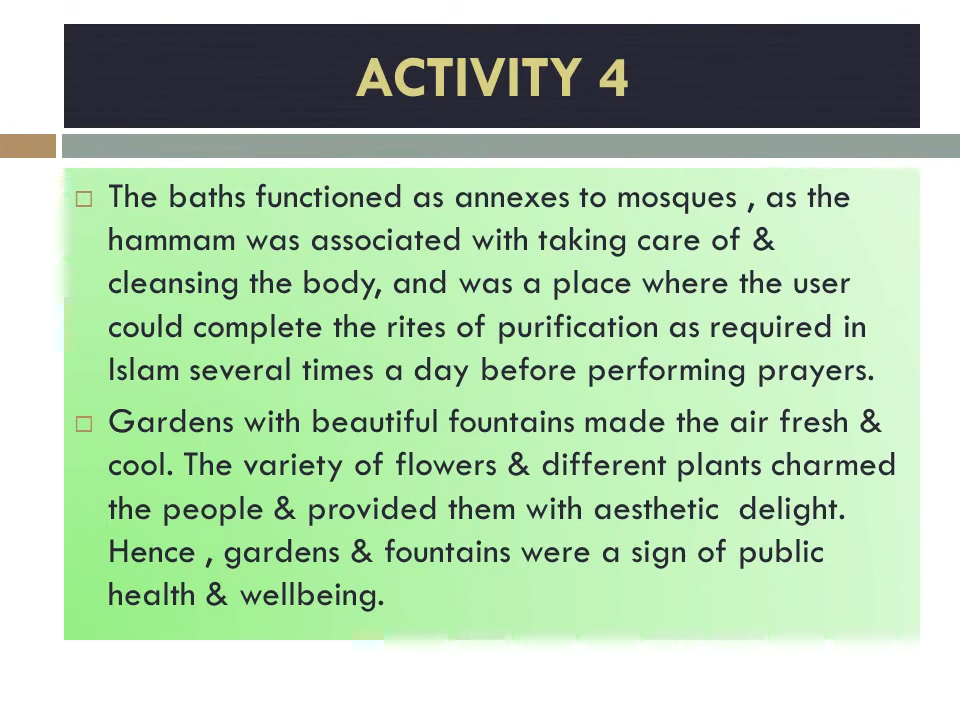 ACTIVITY 4
The baths functioned as annexes to mosques , as the
hammam was associated with taking care of &
cleansing the body, and was a place where the user
could complete the rites of purification as required in
Islam several times a day before performing prayers.
Gardens with beautiful fountains made the air fresh &
cool. The variety of flowers & different plants charmed
the people & provided them with aesthetic  delight.
Hence , gardens & fountains were a sign of public
health & wellbeing.